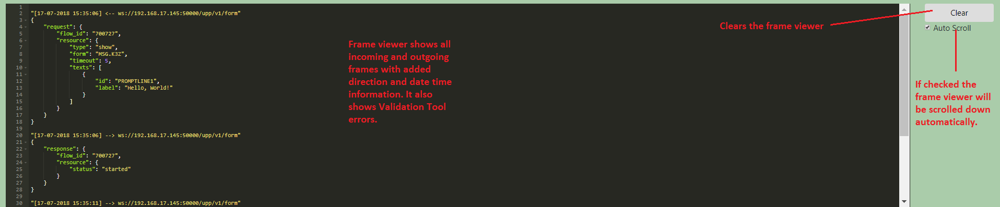 1
2 "[17-07-2018 15:35:06] <-- ws://192.168.17.145:50000/upp/v1/form"
3 {
4 "request": {
5 "flow_id": "700727",
6 "resource": {
7 "type": "show",
8 "form": "MSG.K3Z",
9 "timeout": 5,
10 "texts": [
11 {
12 "id": "PROMPTLINE1",
13 "label": "Hello, World!"
14 }
15 ]
16 }
17 }
18 }
19
20 "[17-07-2018 15:35:06] --> ws://192.168.17.145:50000/upp/v1/form"
21 {
22 "response": {
23 "flow_id": "700727",
24 "resource": {
25 "status": "started"
26 }
27 }
28 }
29
30 "[17-07-2018 15:35:11] --> ws://192.168.17.145:50000/upp/v1/form"
Frame viewer shows all
incoming and outgoing
frames with added
direction and date time
information. It also
shows Validation Tool
errors.
Clears the frame viewer
Clear
Auto Scroll
If checked the
frame viewer will
be scrolled down
automatically.